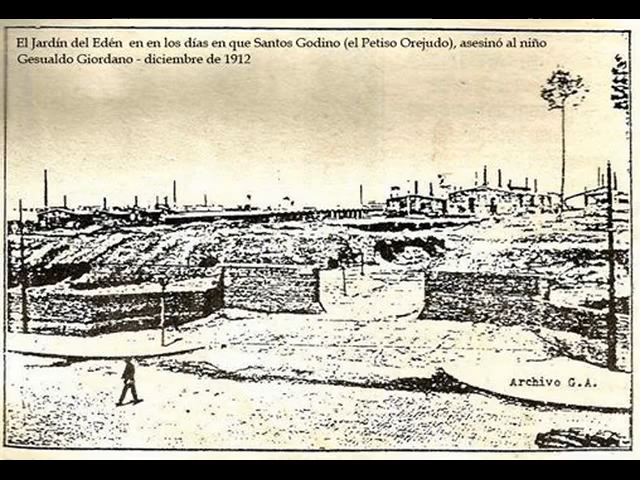 El Jardín del Edén en en los días en que Santos Godino (el Petiso Orejudo), asesinó al niño
Gesualdo Giordano - diciembre de 1912
Archivo G.A.